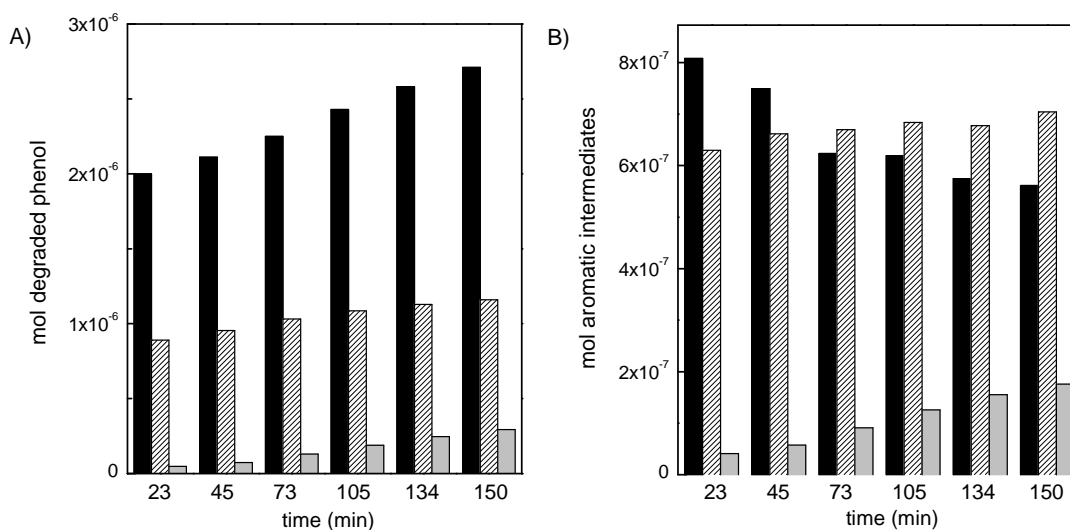 A)
mol degraded phenol
3x10⁻⁶
2x10⁻⁶
1x10⁻⁶
0
23 45 73 105 134 150
time (min)
B)
mol aromatic intermediates
8x10⁻⁷
6x10⁻⁷
4x10⁻⁷
2x10⁻⁷
0
23 45 73 105 134 150
time (min)